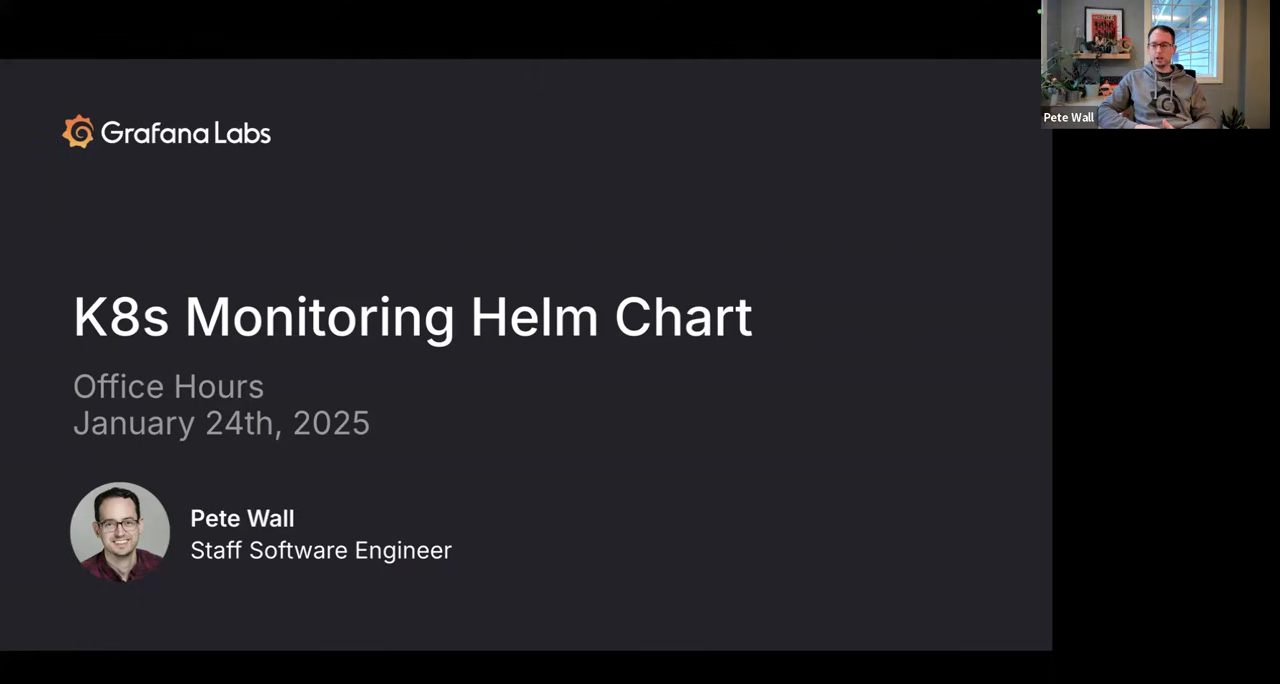 Grafana Labs
K8s Monitoring Helm Chart
Office Hours
January 24th, 2025
Pete Wall
Staff Software Engineer
Pete Wall